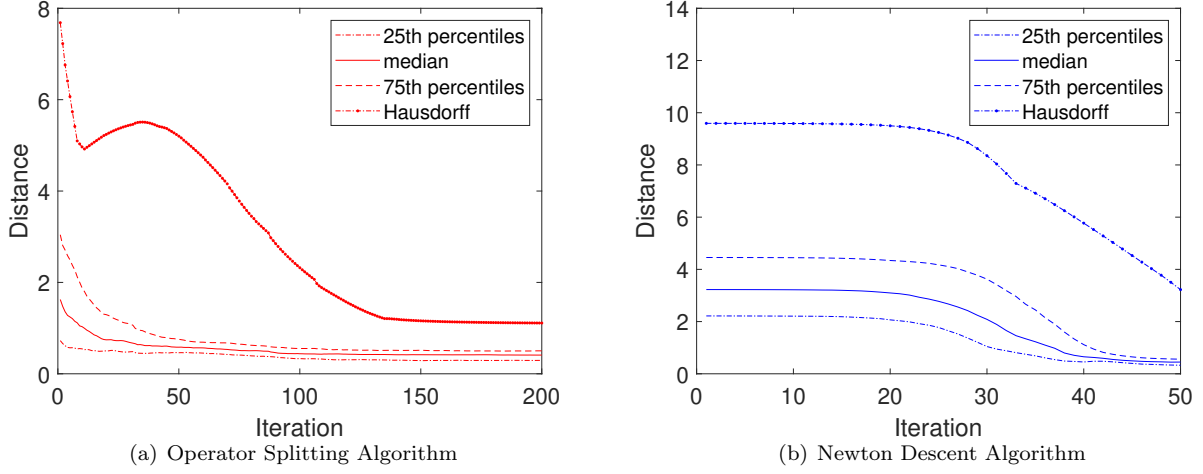 8
6
4
2
0
0 50 100 150 200
Distance
Iteration
25th percentiles
median
75th percentiles
Hausdorff
(a) Operator Splitting Algorithm
14
12
10
8
6
4
2
0
0 10 20 30 40 50
Distance
Iteration
25th percentiles
median
75th percentiles
Hausdorff
(b) Newton Descent Algorithm